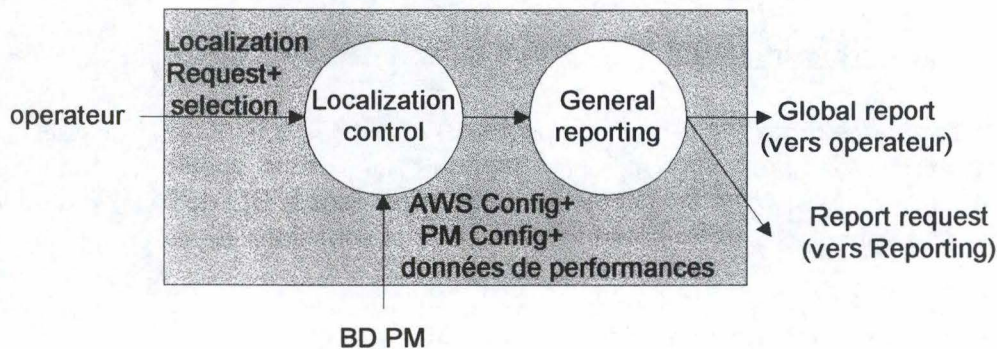 Localization
Request+
selection
operateur
Localization
control
General
reporting
Global report
(vers operateur)
Report request
(vers Reporting)
AWS Config+
PM Config+
données de performances
BD PM